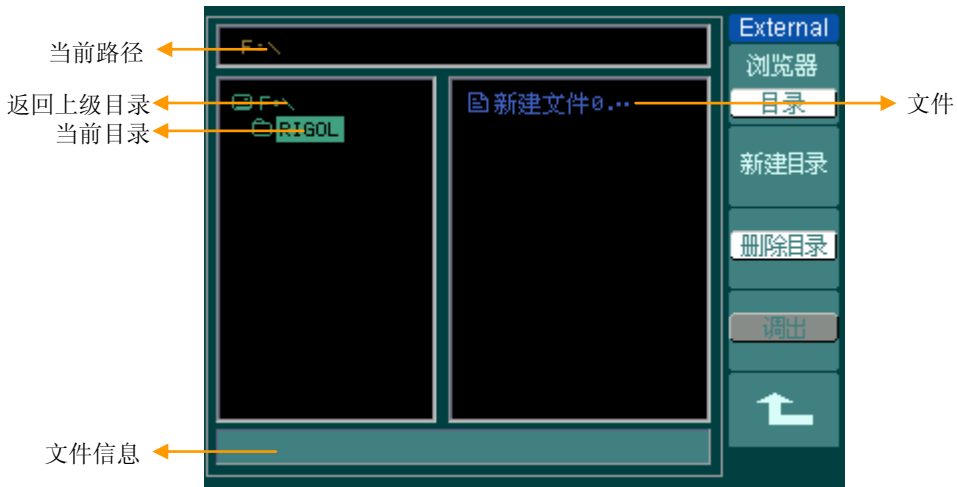 External
当前路径
F:\
浏览器
目录
返回上级目录
F:\
新建文件0.…
文件
当前目录
RIGOL
新建目录
删除目录
调出
文件信息